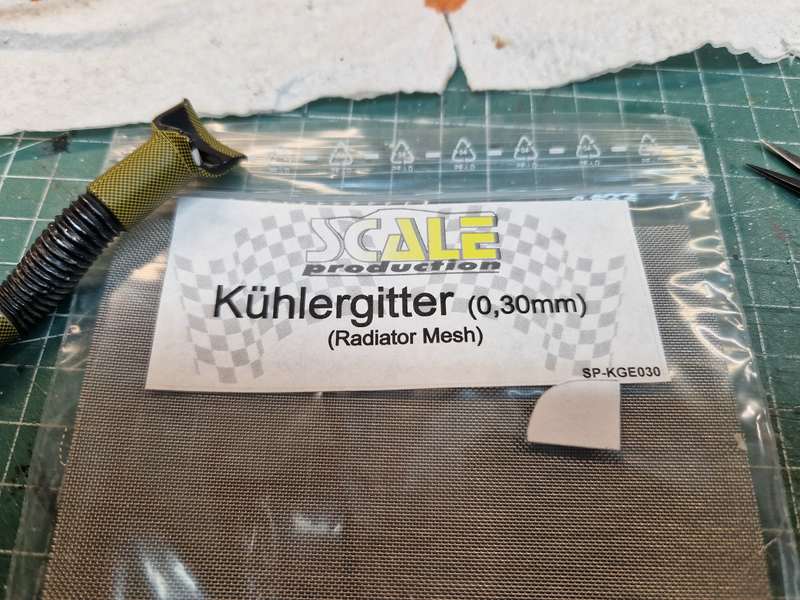 SCALE
production
Kühlergitter (0,30mm)
(Radiator Mesh)
SP-KGE030